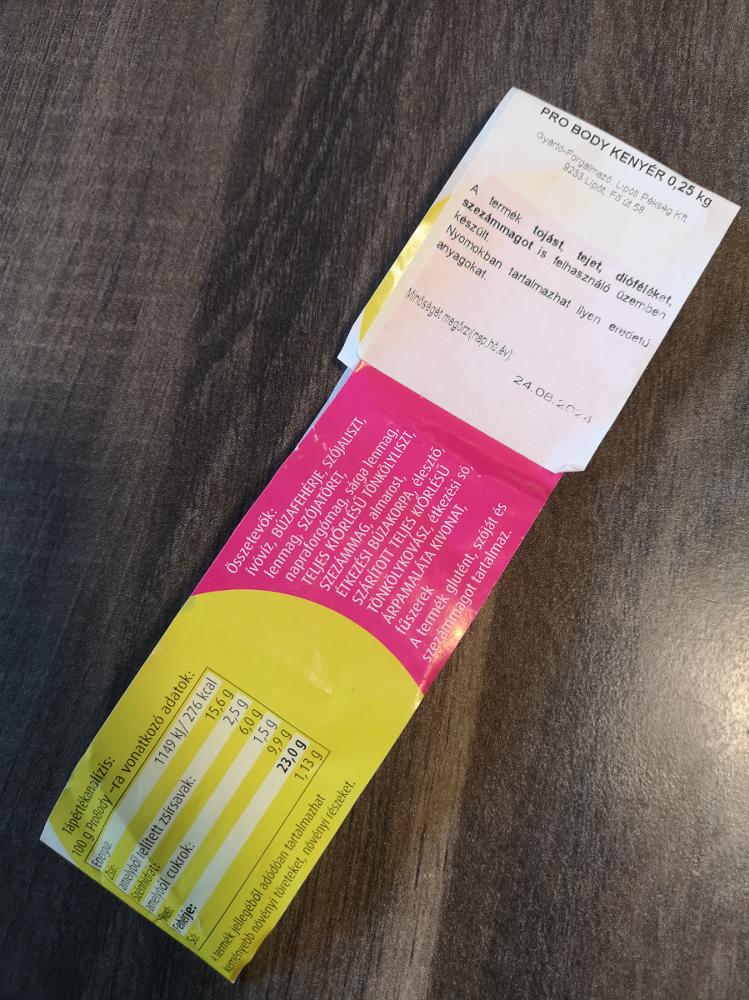 PRO BODY KENYÉR 0,25 kg
Gyártó-Forgalmazó: Lipóti Pékség Kft.
9233 Lipót, Fő út 58
A termék tojást, tejet, dióféléket,
szezámmagot is felhasználó üzemben
készült.
Nyomokban tartalmazhat ilyen eredetű
anyagokat.
Minőségét megőrzi(nap,hó,év):
24.08.2024
Összetevők:
Ivóvíz, BÚZAFEHÉRJE, SZÓJALISZT,
lenmag, SZÓJATÖRET,
napraforgómag, sárga lenmag,
TELJES KIŐRLÉSŰ TÖNKÖLYLISZT,
SZEZÁMMAG, almarost,
ÉTKEZÉSI BÚZAKORPA, élesztő,
SZÁRÍTOTT TELJES KIŐRLÉSŰ
TÖNKÖLYKOVÁSZ, étkezési só,
ÁRPAMALÁTA KIVONAT,
fűszerek
A termék glutént, szóját és
szezámmagot tartalmaz.
Tápértékanalízis:
100 g ProBody –ra vonatkozó adatok:
Energia: 1149 kJ/ 276 kcal
Zsír: 15,6 g
amelyből telített zsírsavak: 2,5 g
Szénhidrát: 6,0 g
amelyből cukrok: 1,5 g
Rost: 9,9 g
Fehérje: 23,0 g
Só: 1,13 g
A termék jellegéből adódóan tartalmazhat
keményebb növényi töreteket, növényi részeket.